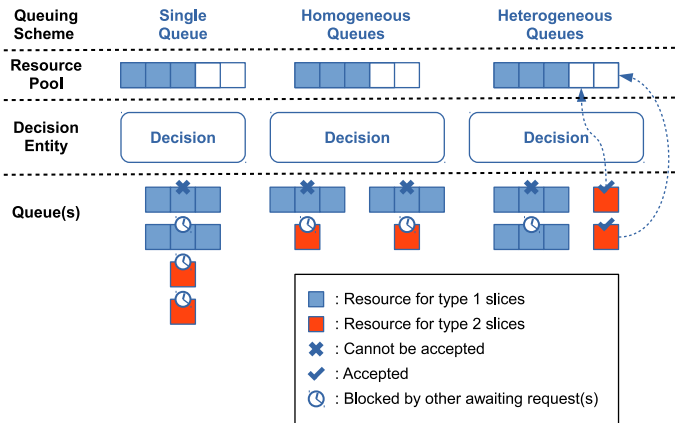 Queuing Scheme
Single Queue
Homogeneous Queues
Heterogeneous Queues
Resource Pool
Decision Entity
Decision
Decision
Decision
Queue(s)
: Resource for type 1 slices
: Resource for type 2 slices
: Cannot be accepted
: Accepted
: Blocked by other awaiting request(s)